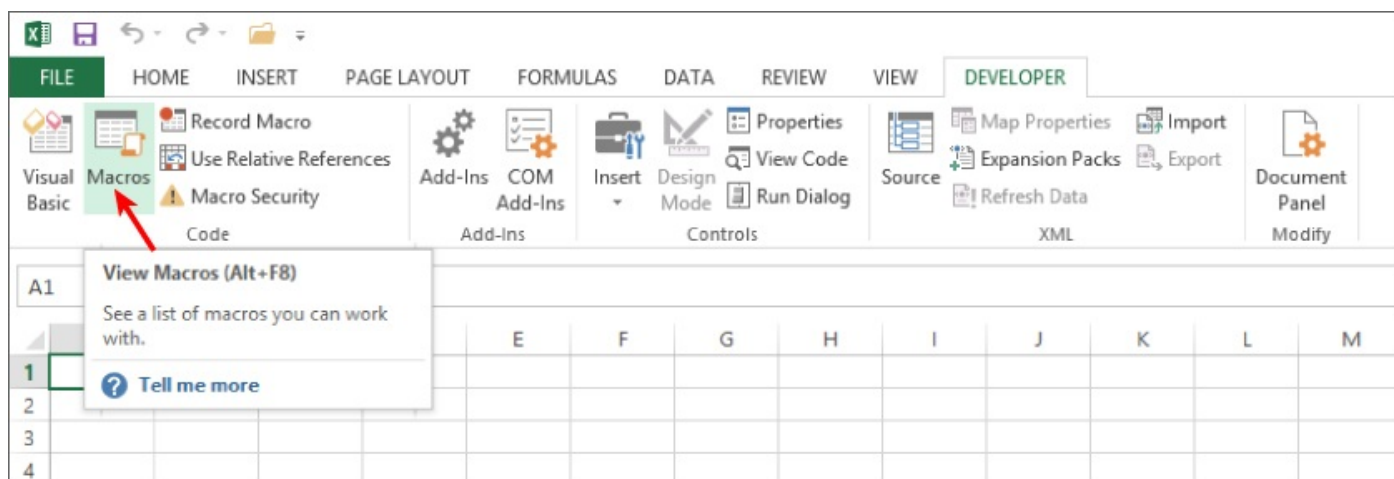 FILE HOME INSERT PAGE LAYOUT FORMULAS DATA REVIEW VIEW DEVELOPER
Visual Basic
Macros
Record Macro
Use Relative References
Macro Security
Code
Add-Ins
COM Add-Ins
Add-Ins
Insert
Design Mode
Properties
View Code
Run Dialog
Controls
Source
Map Properties
Expansion Packs
Refresh Data
Import
Export
XML
Document Panel
Modify
A1
View Macros (Alt+F8)
See a list of macros you can work
with.
Tell me more
E F G H I J K L M
1
2
3
4